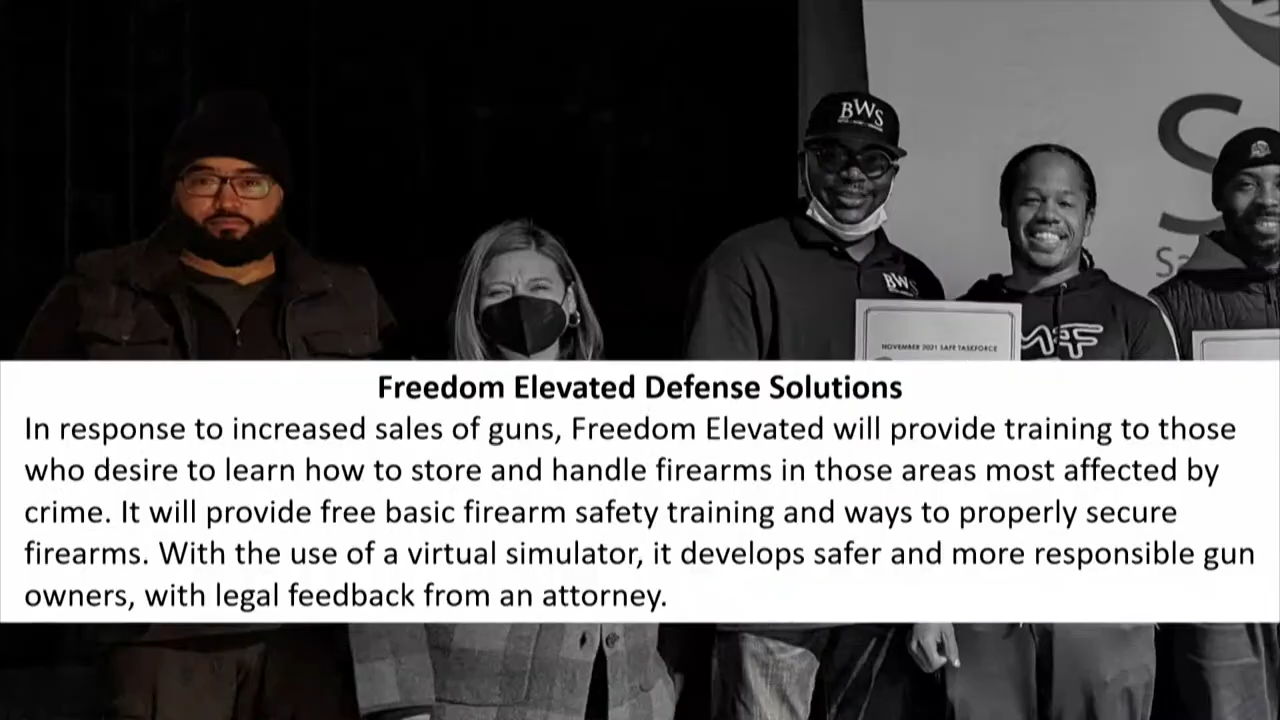 BWS
S
BWS
Sa
NOVEMBER 2021 SAFE TASKFORCE
Freedom Elevated Defense Solutions
In response to increased sales of guns, Freedom Elevated will provide training to those
who desire to learn how to store and handle firearms in those areas most affected by
crime. It will provide free basic firearm safety training and ways to properly secure
firearms. With the use of a virtual simulator, it develops safer and more responsible gun
owners, with legal feedback from an attorney.